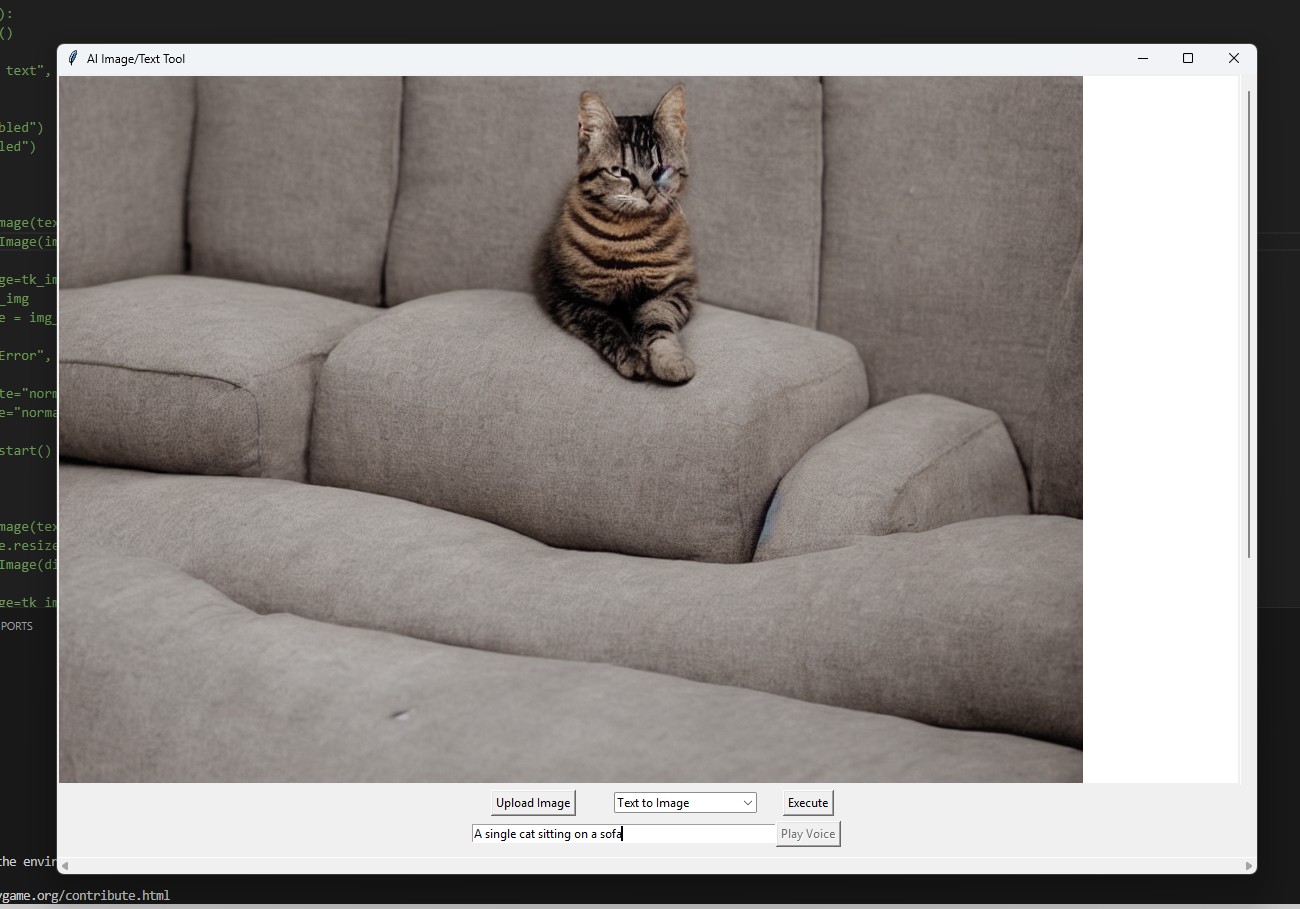 ):
()
text",
bled")
led")
mage(tex
Image(im
ge=tk_im
_img
e = img_
Error",
te="norm
e="norma
start()
mage(tex
e.resize
Image(di
ge=tk_im
PORTS
the envir
ygame.org/contribute.html
AI Image/Text Tool
Upload Image
Text to Image
Execute
A single cat sitting on a sofa
Play Voice